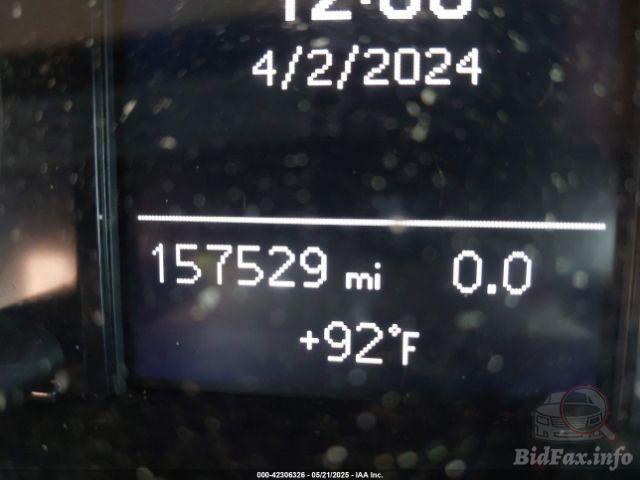 4/2/2024
157529 mi 0.0
+92°F
BidFax.info
000-42306326 - 05/21/2025 - IAA Inc.